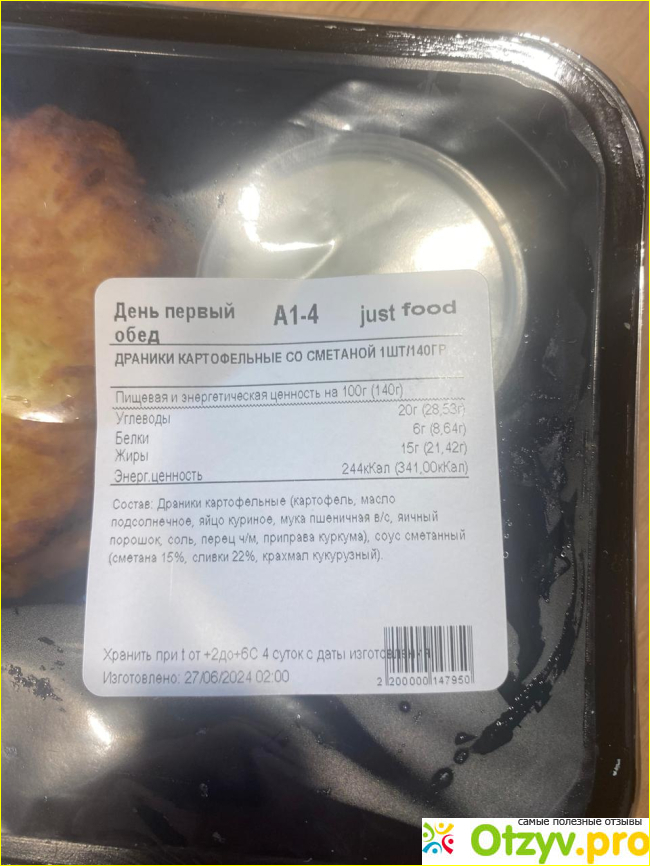 День первый
обед
А1-4
just food
ДРАНИКИ КАРТОФЕЛЬНЫЕ СО СМЕТАНОЙ 1ШТ/140ГР
Пищевая и энергетическая ценность на 100г (140г)
Углеводы 20г (28,53г)
Белки 6г (8,64г)
Жиры 15г (21,42г)
Энерг.ценность 244кКал (341,00кКал)
Состав: Драники картофельные (картофель, масло
подсолнечное, яйцо куриное, мука пшеничная в/с, яичный
порошок, соль, перец ч/м, приправа куркума), соус сметанный
(сметана 15%, сливки 22%, крахмал кукурузный).
Хранить при t от +2до+6С 4 суток с даты изготовления
Изготовлено: 27/06/2024 02:00
2 200000 147950
самые полезные отзывы
Otzyv.pro